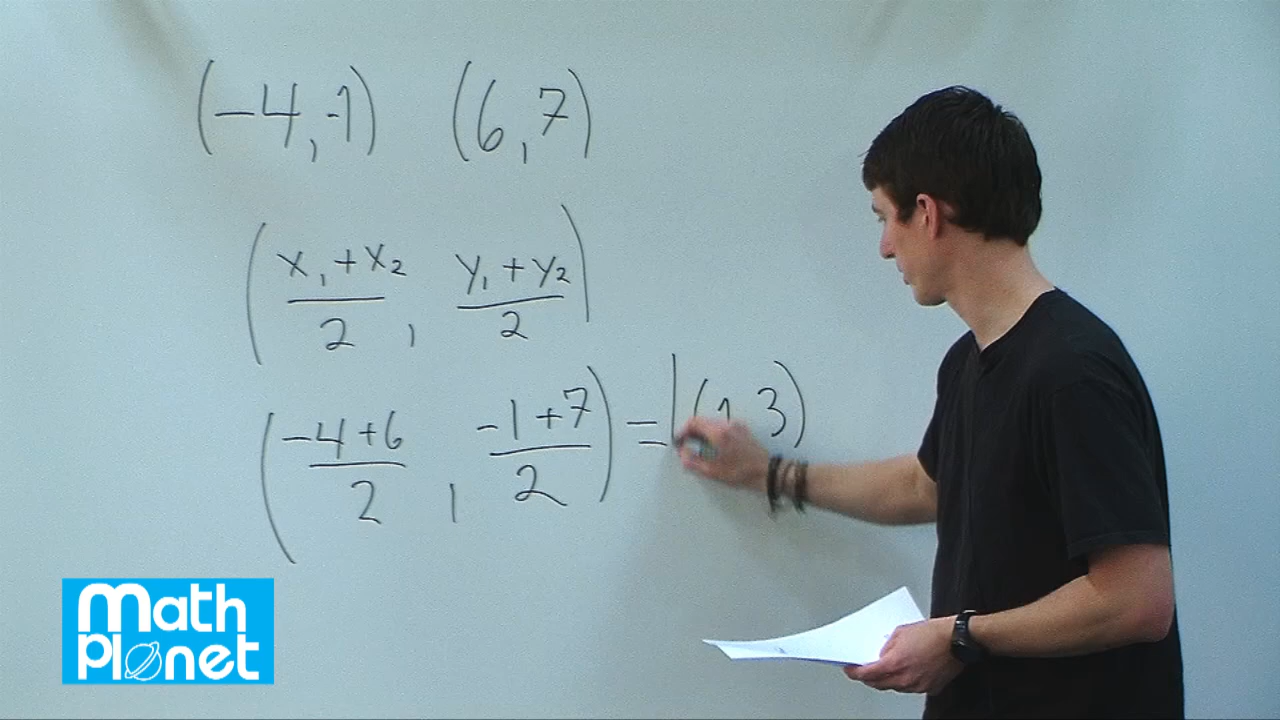 (-4,-1) (6,7)
(x₁+x₂/2, y₁+y₂/2)
(-4+6/2, -1+7/2) = (1, 3)
Math
Planet